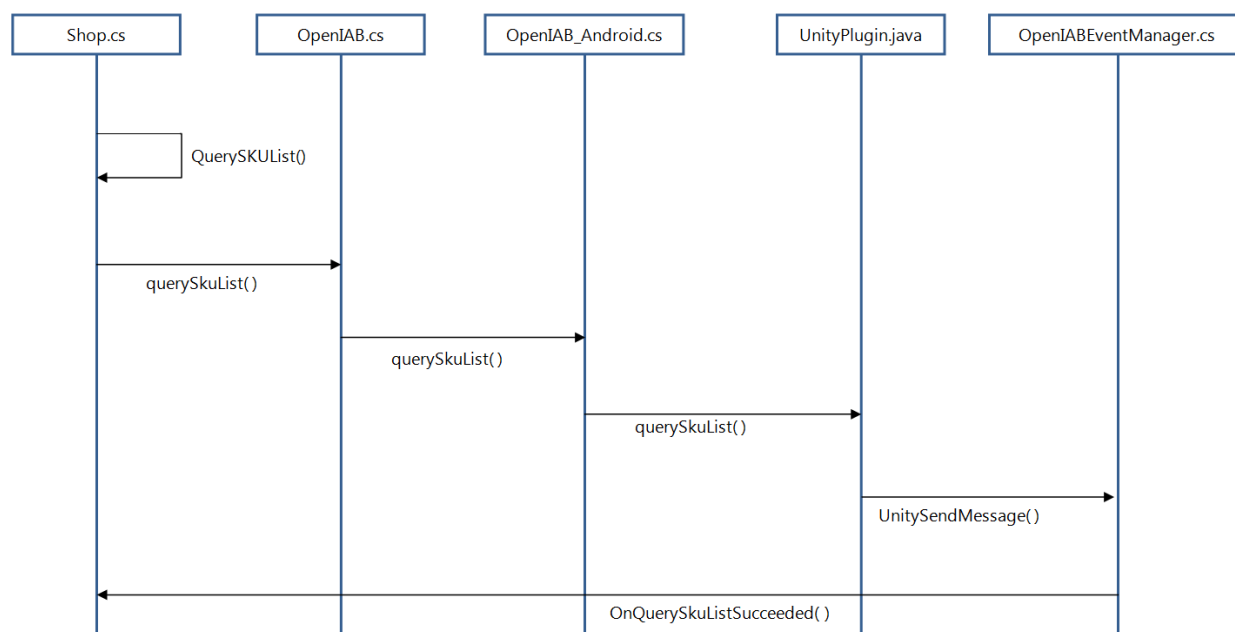 Shop.cs
OpenIAB.cs
OpenIAB_Android.cs
UnityPlugin.java
OpenIABEventManager.cs
QuerySKUList()
querySkuList( )
querySkuList( )
querySkuList( )
UnitySendMessage( )
OnQuerySkuListSucceeded( )